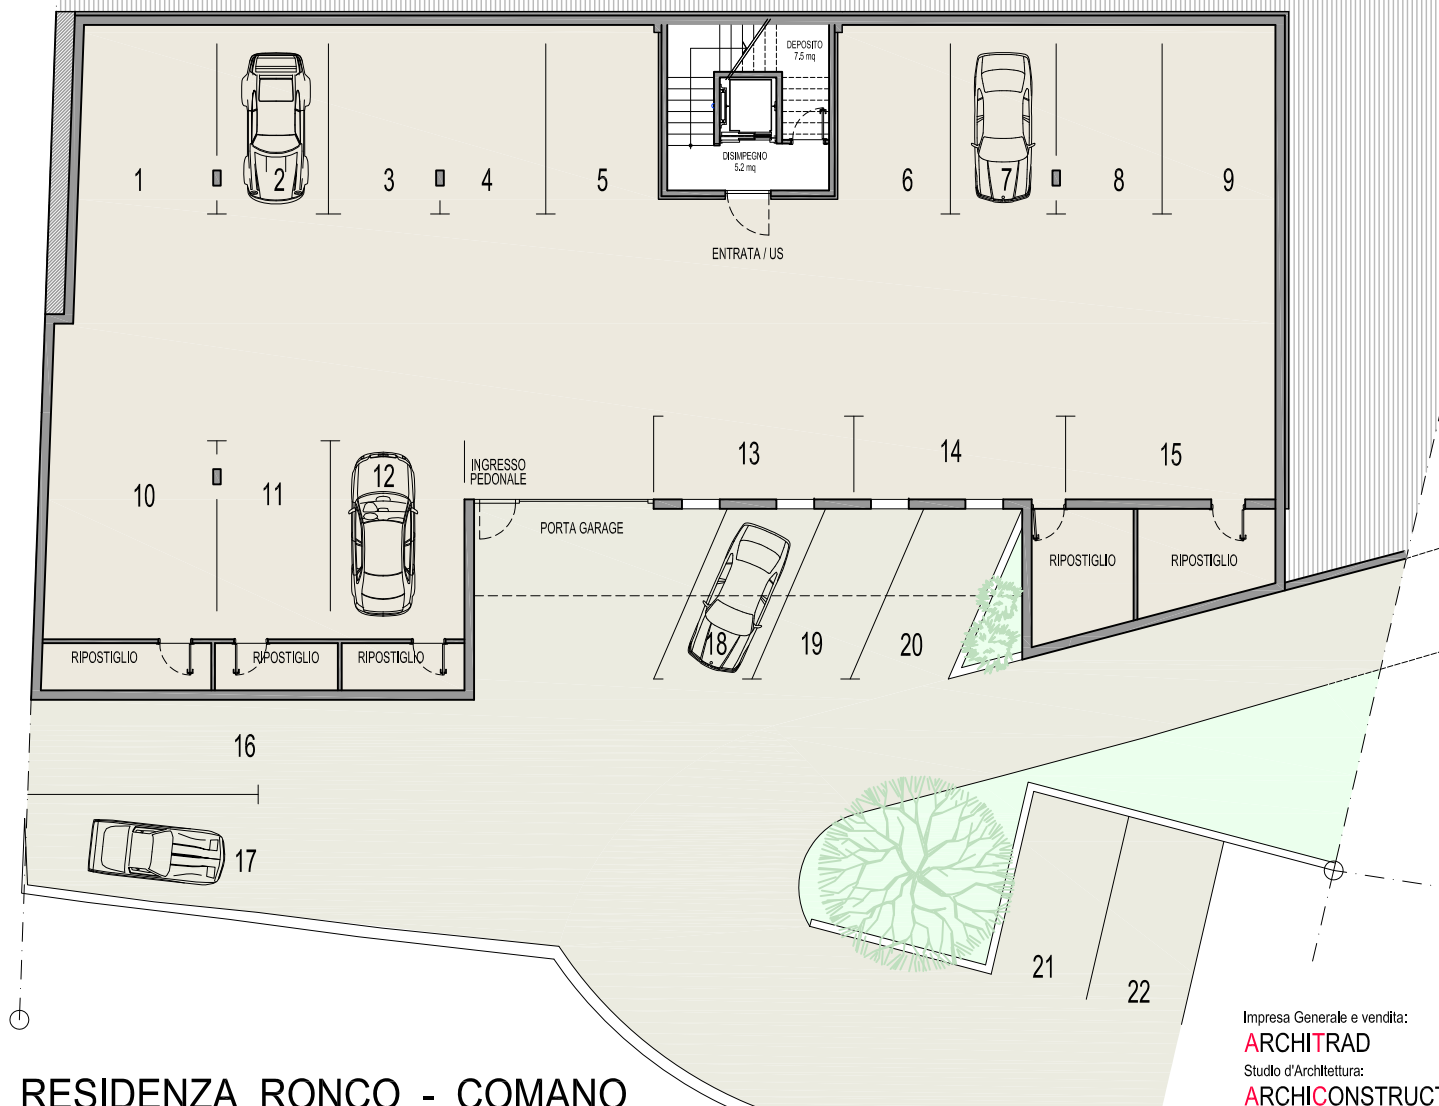 DEPOSITO
7.5 mq
DISIMPEGNO
5.2 mq
1
2
3
4
5
6
7
8
9
ENTRATA / US
10
11
12
INGRESSO
PEDONALE
13
14
15
PORTA GARAGE
RIPOSTIGLIO
RIPOSTIGLIO
RIPOSTIGLIO
RIPOSTIGLIO
RIPOSTIGLIO
18
19
20
16
17
21
22
Impresa Generale e vendita:
ARCHITRAD
Studio d'Architettura:
ARCHICONSTRUCT
RESIDENZA RONCO - COMANO